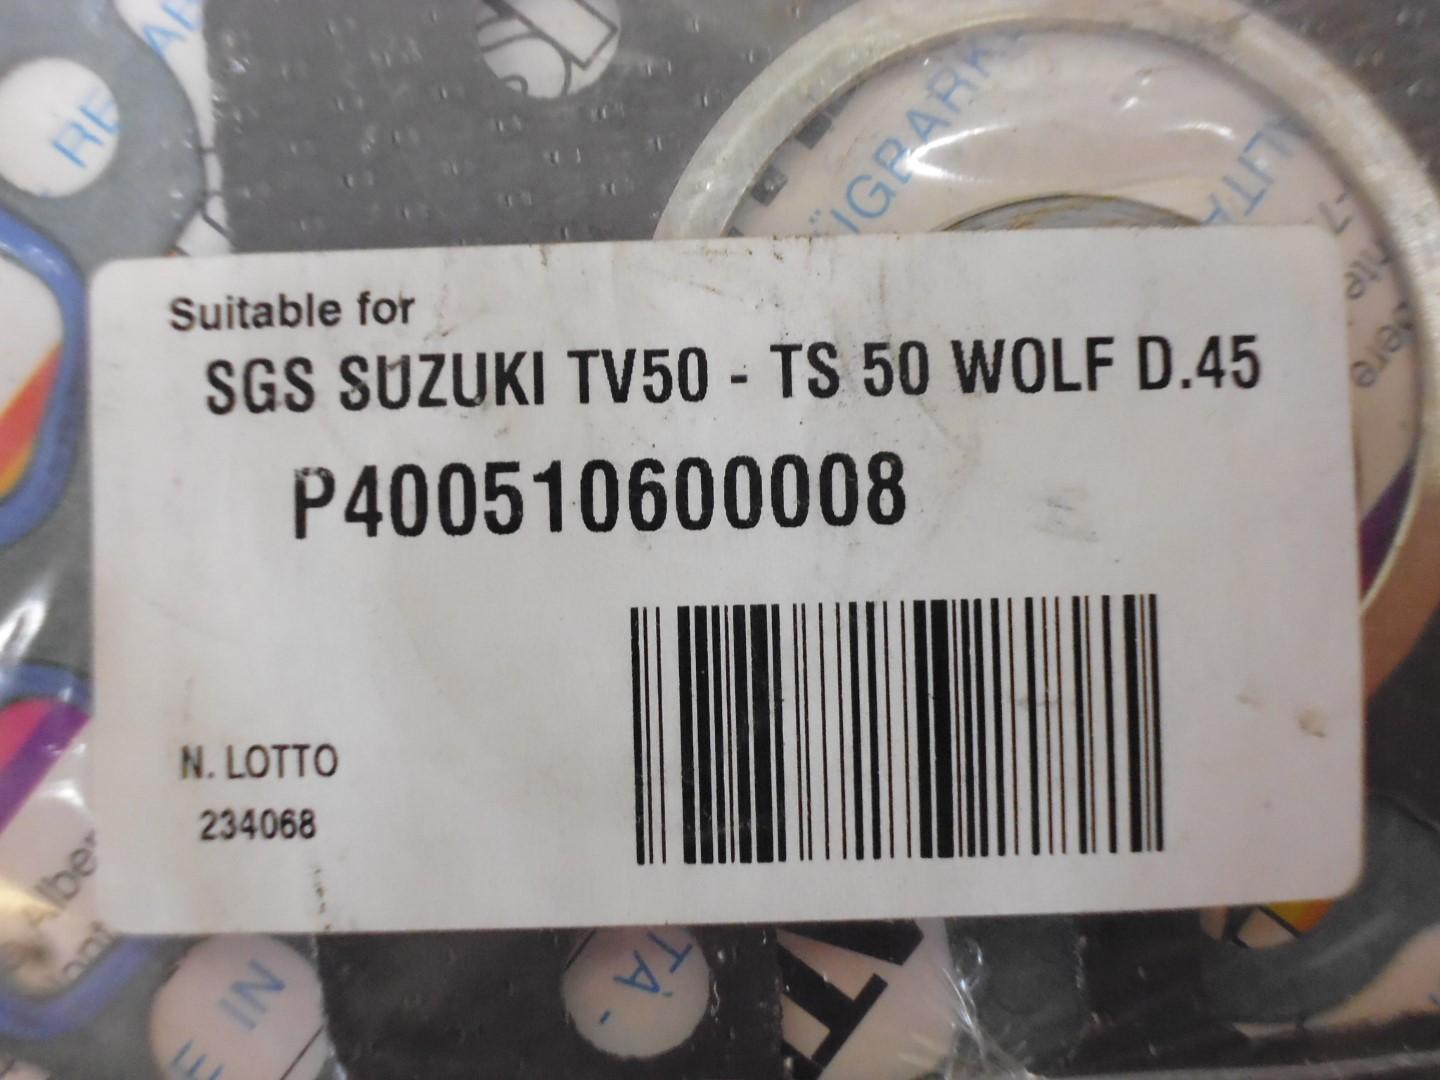 Suitable for
SGS SUZUKI TV50 - TS 50 WOLF D.45
P400510600008
N. LOTTO
234068